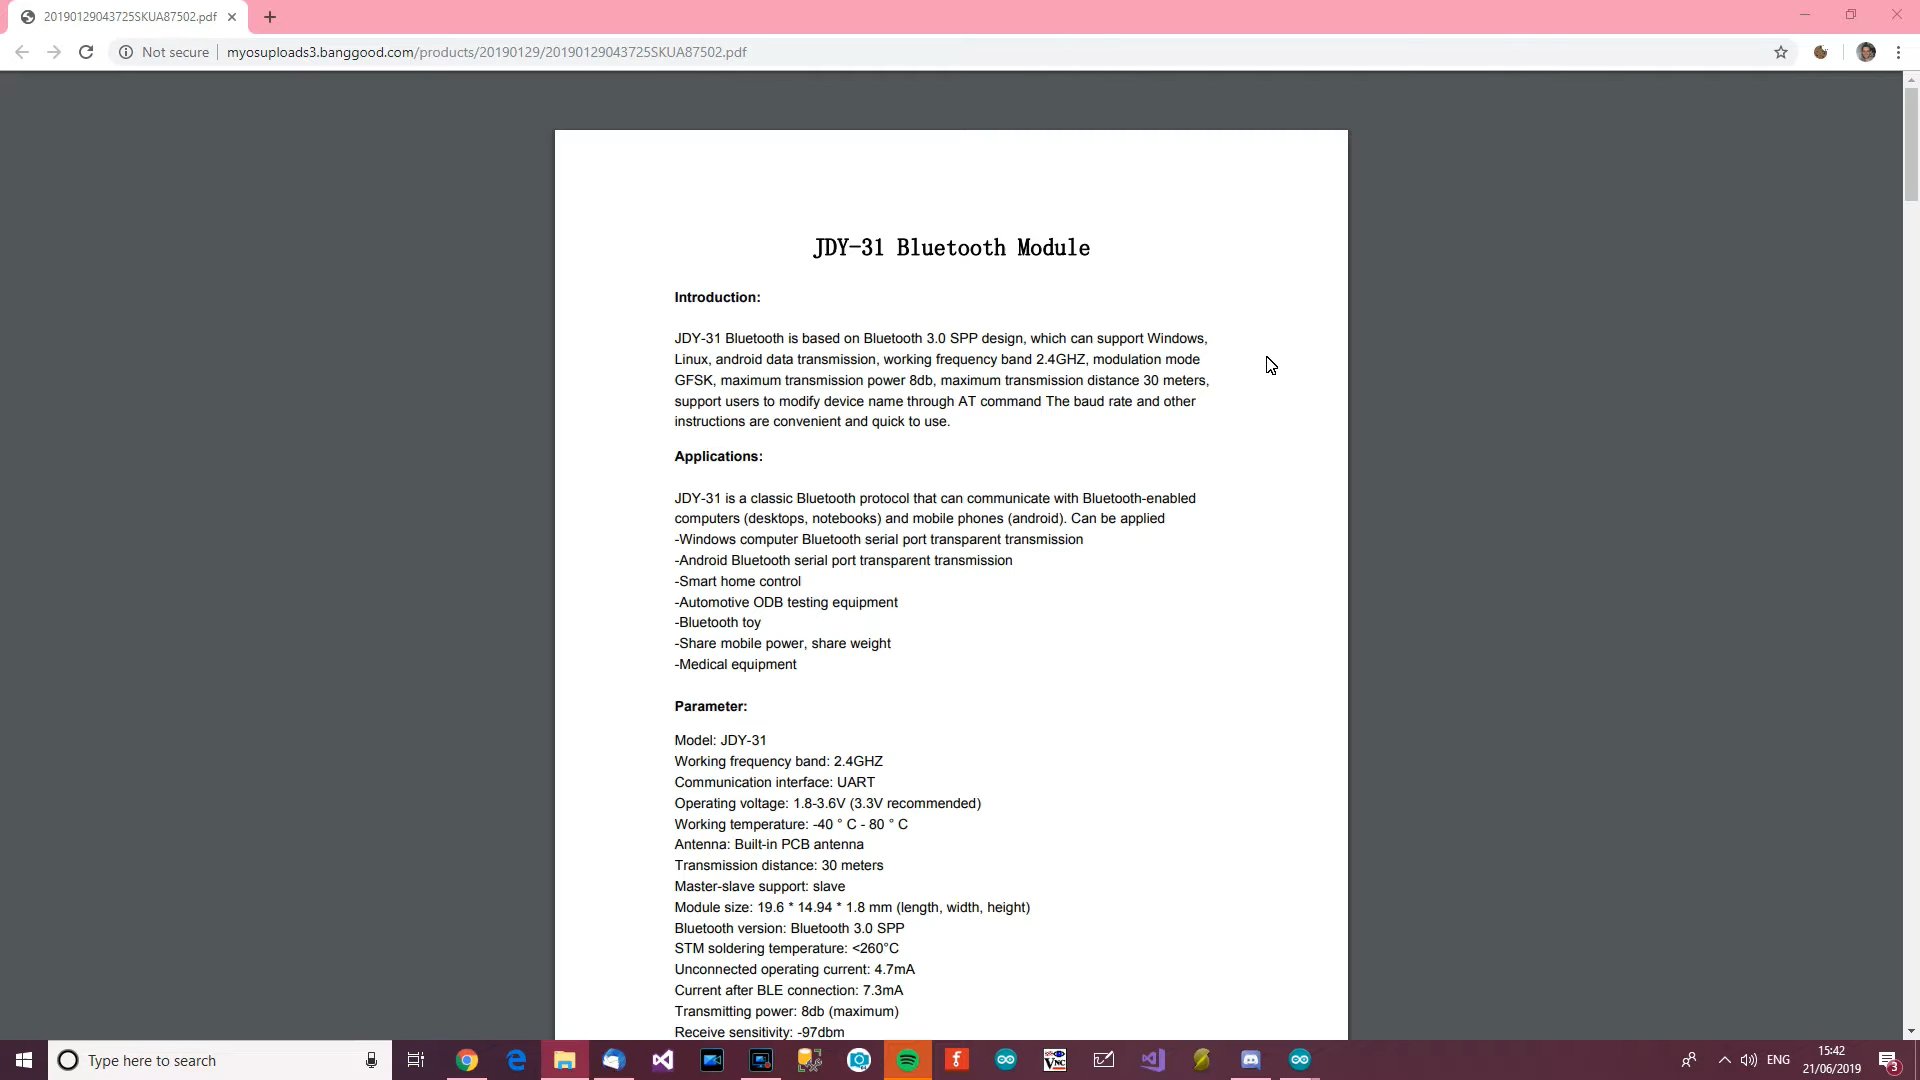 20190129043725SKUA87502.pdf
Not secure
myosuploads3.banggood.com/products/20190129/20190129043725SKUA87502.pdf
JDY-31 Bluetooth Module
Introduction:
JDY-31 Bluetooth is based on Bluetooth 3.0 SPP design, which can support Windows,
Linux, android data transmission, working frequency band 2.4GHZ, modulation mode
GFSK, maximum transmission power 8db, maximum transmission distance 30 meters,
support users to modify device name through AT command The baud rate and other
instructions are convenient and quick to use.
Applications:
JDY-31 is a classic Bluetooth protocol that can communicate with Bluetooth-enabled
computers (desktops, notebooks) and mobile phones (android). Can be applied
-Windows computer Bluetooth serial port transparent transmission
-Android Bluetooth serial port transparent transmission
-Smart home control
-Automotive ODB testing equipment
-Bluetooth toy
-Share mobile power, share weight
-Medical equipment
Parameter:
Model: JDY-31
Working frequency band: 2.4GHZ
Communication interface: UART
Operating voltage: 1.8-3.6V (3.3V recommended)
Working temperature: -40 ° C - 80 ° C
Antenna: Built-in PCB antenna
Transmission distance: 30 meters
Master-slave support: slave
Module size: 19.6 * 14.94 * 1.8 mm (length, width, height)
Bluetooth version: Bluetooth 3.0 SPP
STM soldering temperature: <260°C
Unconnected operating current: 4.7mA
Current after BLE connection: 7.3mA
Transmitting power: 8db (maximum)
Receive sensitivity: -97dbm
Type here to search
VNC
ENG
15:42
21/06/2019
3